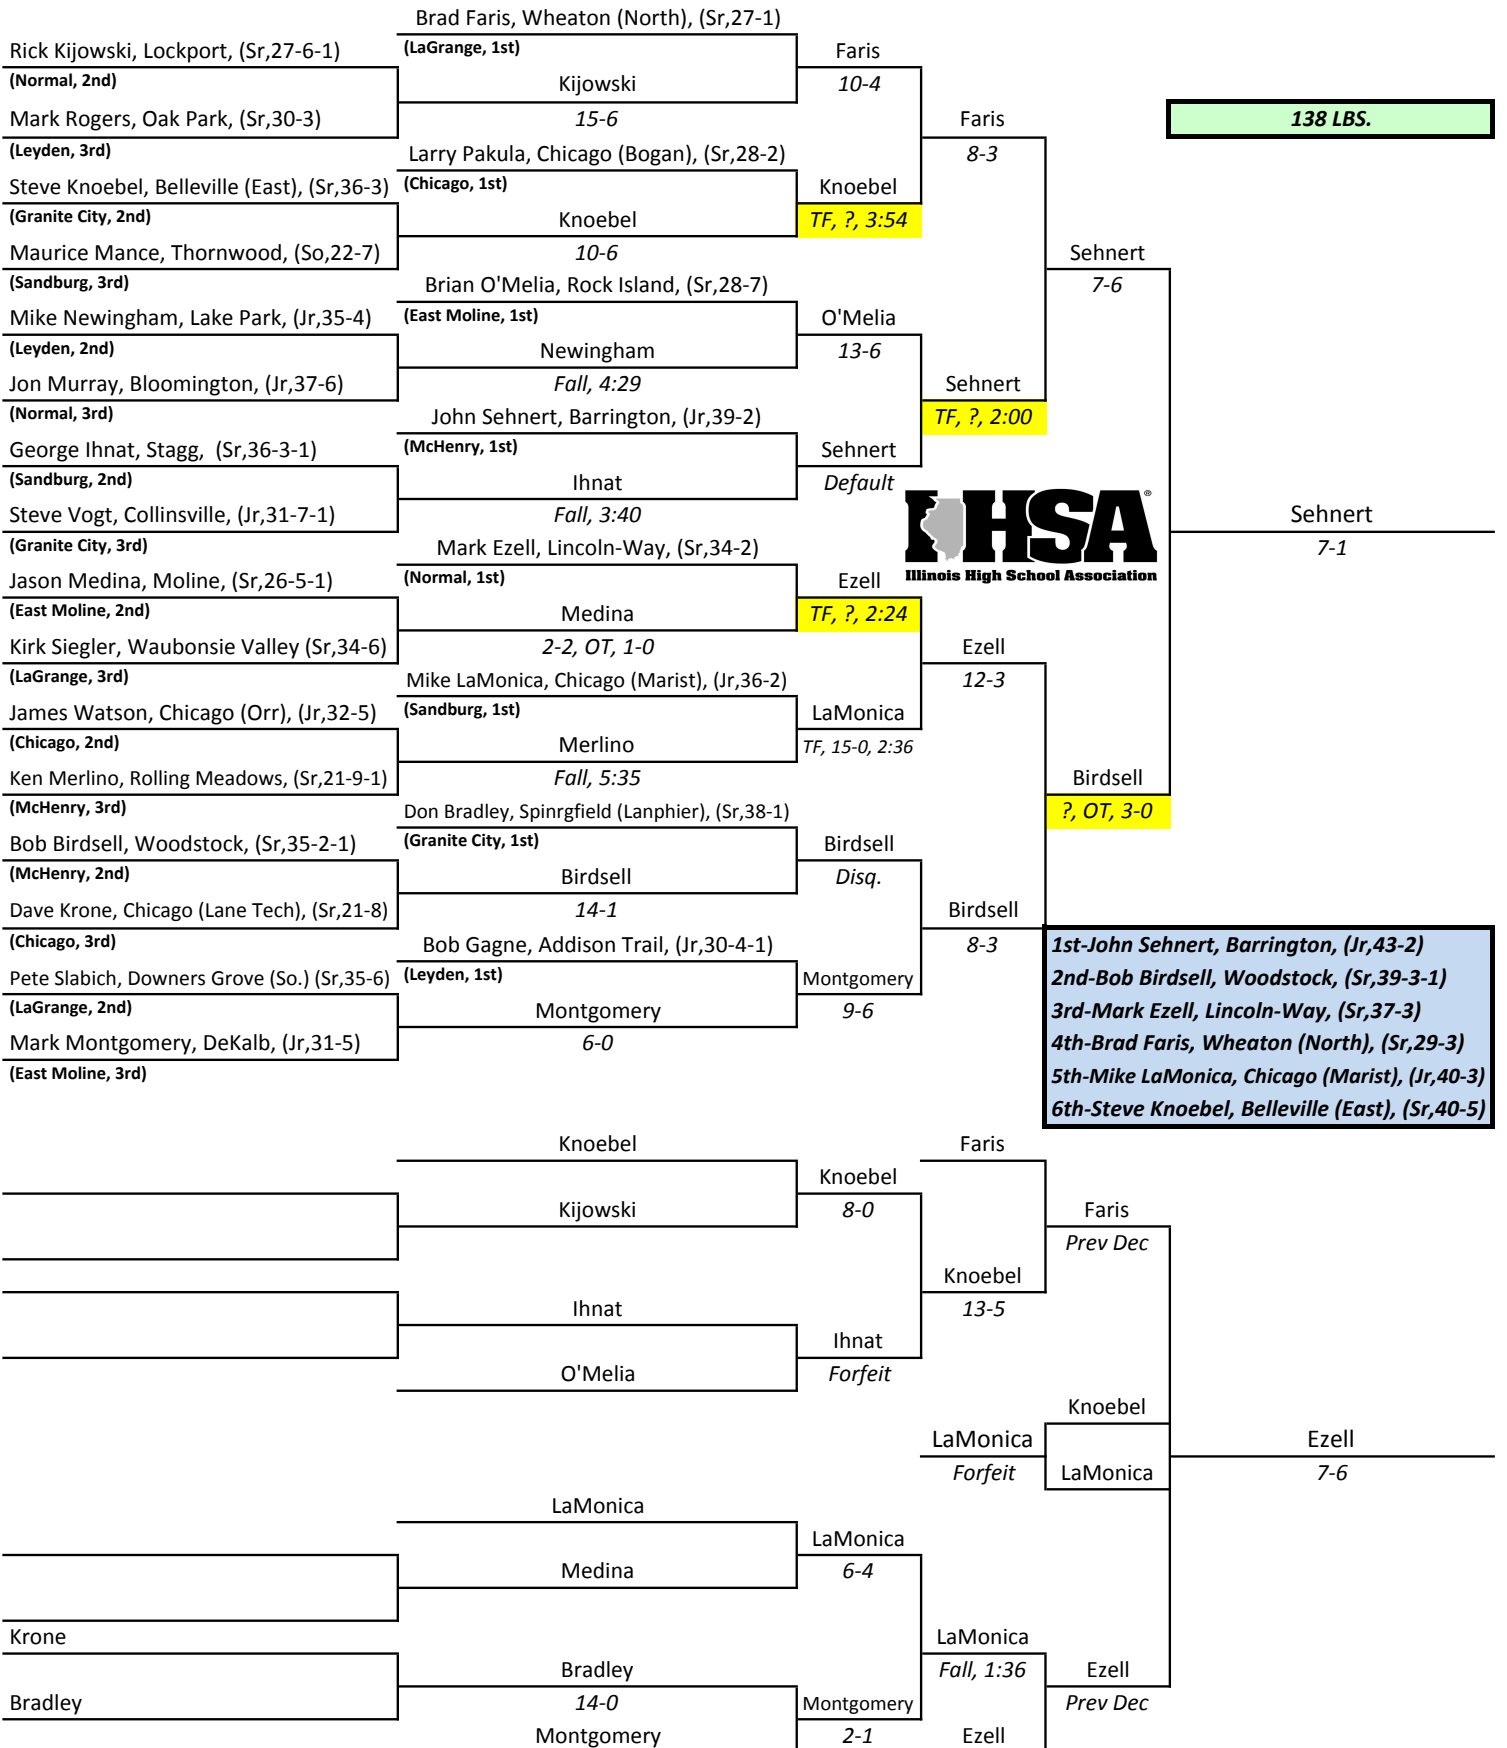 Brad Faris, Wheaton (North), (Sr,27-1)
Rick Kijowski, Lockport, (Sr,27-6-1)
(LaGrange, 1st)
Faris
(Normal, 2nd)
Kijowski
10-4
Mark Rogers, Oak Park, (Sr,30-3)
15-6
Faris
138 LBS.
(Leyden, 3rd)
Larry Pakula, Chicago (Bogan), (Sr,28-2)
8-3
Steve Knoebel, Belleville (East), (Sr,36-3)
(Chicago, 1st)
Knoebel
(Granite City, 2nd)
Knoebel
TF, ?, 3:54
Maurice Mance, Thornwood, (So,22-7)
10-6
Sehnert
(Sandburg, 3rd)
Brian O'Melia, Rock Island, (Sr,28-7)
7-6
Mike Newingham, Lake Park, (Jr,35-4)
(East Moline, 1st)
O'Melia
(Leyden, 2nd)
Newingham
13-6
Jon Murray, Bloomington, (Jr,37-6)
Fall, 4:29
Sehnert
(Normal, 3rd)
John Sehnert, Barrington, (Jr,39-2)
TF, ?, 2:00
George Ihnat, Stagg,  (Sr,36-3-1)
(McHenry, 1st)
Sehnert
(Sandburg, 2nd)
Ihnat
Default
Steve Vogt, Collinsville, (Jr,31-7-1)
Fall, 3:40
IHSA®
Sehnert
(Granite City, 3rd)
Mark Ezell, Lincoln-Way, (Sr,34-2)
7-1
Jason Medina, Moline, (Sr,26-5-1)
(Normal, 1st)
Ezell
Illinois High School Association
(East Moline, 2nd)
Medina
TF, ?, 2:24
Kirk Siegler, Waubonsie Valley (Sr,34-6)
2-2, OT, 1-0
Ezell
(LaGrange, 3rd)
Mike LaMonica, Chicago (Marist), (Jr,36-2)
12-3
James Watson, Chicago (Orr), (Jr,32-5)
(Sandburg, 1st)
LaMonica
(Chicago, 2nd)
Merlino
TF, 15-0, 2:36
Ken Merlino, Rolling Meadows, (Sr,21-9-1)
Fall, 5:35
Birdsell
(McHenry, 3rd)
Don Bradley, Spinrgfield (Lanphier), (Sr,38-1)
?, OT, 3-0
Bob Birdsell, Woodstock, (Sr,35-2-1)
(Granite City, 1st)
Birdsell
(McHenry, 2nd)
Birdsell
Disq.
Dave Krone, Chicago (Lane Tech), (Sr,21-8)
14-1
Birdsell
(Chicago, 3rd)
Bob Gagne, Addison Trail, (Jr,30-4-1)
8-3
1st-John Sehnert, Barrington, (Jr,43-2)
Pete Slabich, Downers Grove (So.) (Sr,35-6)
(Leyden, 1st)
Montgomery
2nd-Bob Birdsell, Woodstock, (Sr,39-3-1)
(LaGrange, 2nd)
Montgomery
9-6
3rd-Mark Ezell, Lincoln-Way, (Sr,37-3)
Mark Montgomery, DeKalb, (Jr,31-5)
6-0
4th-Brad Faris, Wheaton (North), (Sr,29-3)
(East Moline, 3rd)
5th-Mike LaMonica, Chicago (Marist), (Jr,40-3)
6th-Steve Knoebel, Belleville (East), (Sr,40-5)
Knoebel
Faris
Knoebel
Kijowski
8-0
Faris
Prev Dec
Knoebel
Ihnat
13-5
Ihnat
O'Melia
Forfeit
Knoebel
LaMonica
Ezell
Forfeit
LaMonica
7-6
LaMonica
LaMonica
Medina
6-4
Krone
LaMonica
Bradley
Fall, 1:36
Ezell
Bradley
14-0
Montgomery
Prev Dec
Montgomery
2-1
Ezell